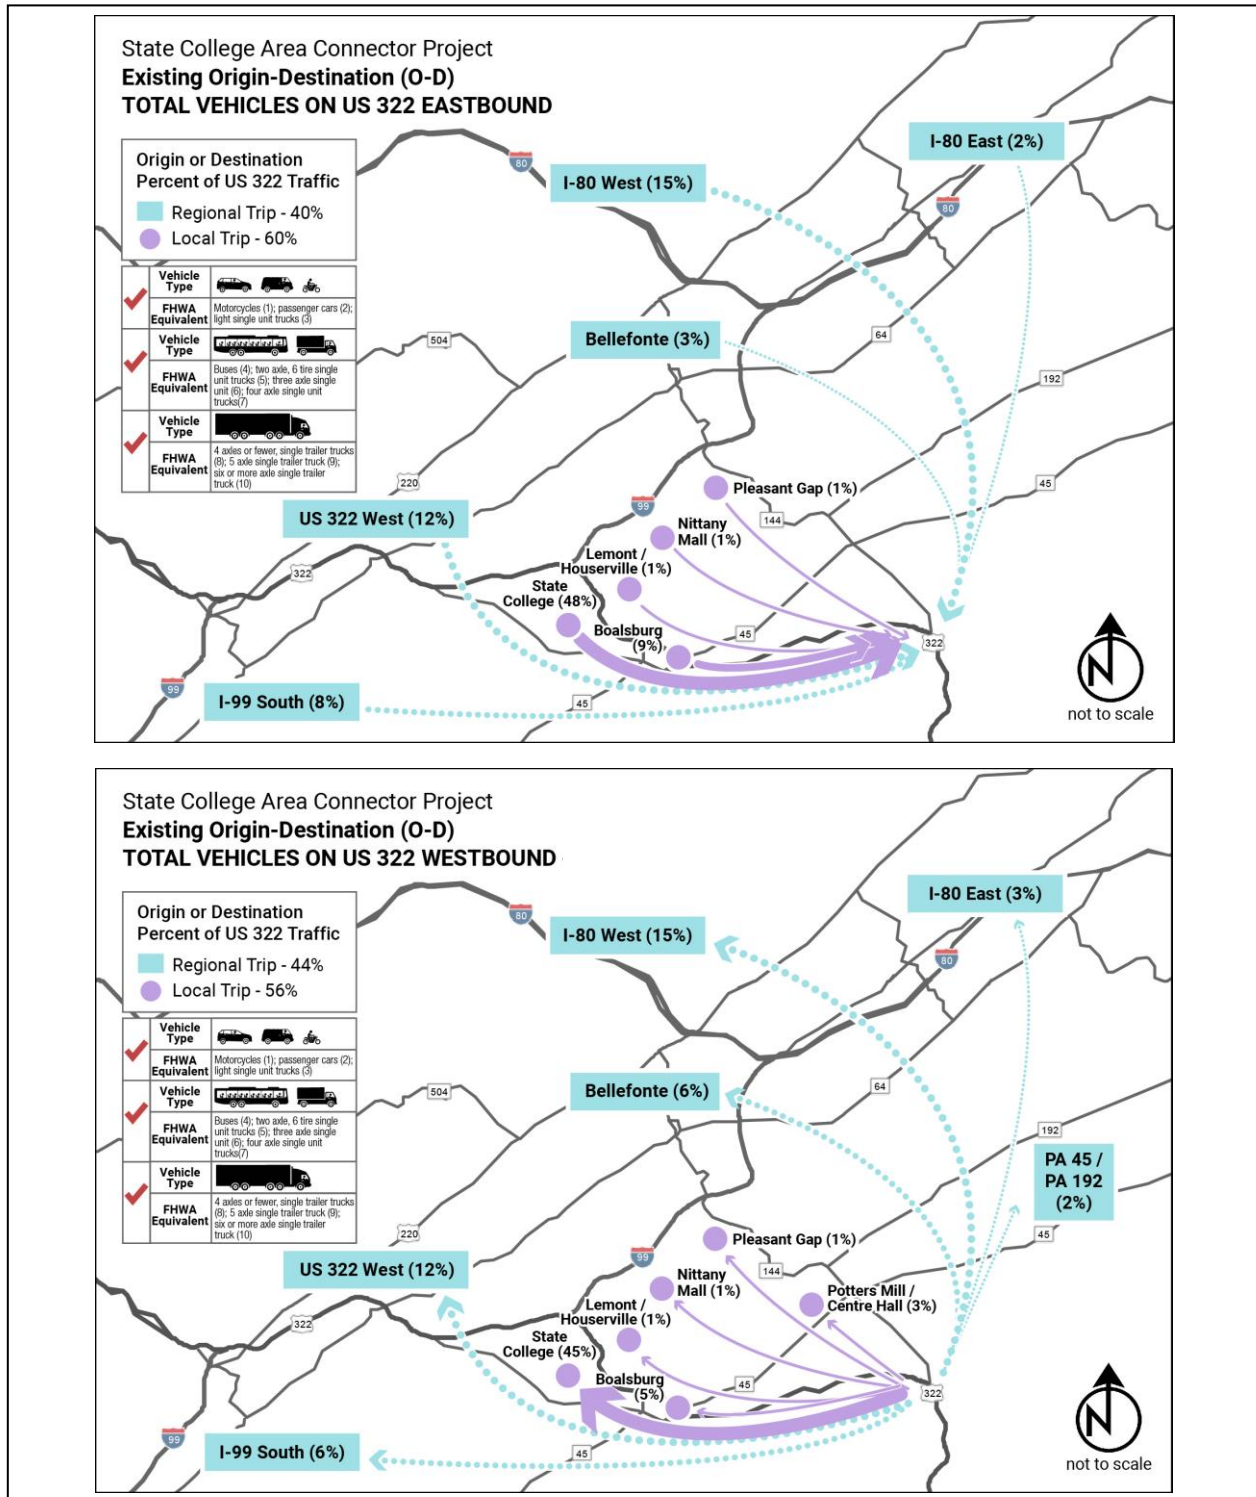 State College Area Connector Project
Existing Origin-Destination (O-D)
TOTAL VEHICLES ON US 322 EASTBOUND
Origin or Destination
Percent of US 322 Traffic
Regional Trip - 40%
Local Trip - 60%
Vehicle
Type
FHWA
Equivalent
Motorcycles (1); passenger cars (2);
light single unit trucks (3)
Vehicle
Type
FHWA
Equivalent
Buses (4); two axle, 6 tire single
unit trucks (5); three axle single
unit (6); four axle single unit
trucks(7)
Vehicle
Type
FHWA
Equivalent
4 axles or fewer, single trailer trucks
(8); 5 axle single trailer truck (9);
six or more axle single trailer
truck (10)
I-80 East (2%)
80
I-80 West (15%)
80
Bellefonte (3%)
504
64
192
220
45
Pleasant Gap (1%)
99
144
US 322 West (12%)
Nittany
Mall (1%)
Lemont /
Houserville (1%)
322
State
College (48%)
Boalsburg
(9%)
45
322
99
I-99 South (8%)
45
N
not to scale
State College Area Connector Project
Existing Origin-Destination (O-D)
TOTAL VEHICLES ON US 322 WESTBOUND
Origin or Destination
Percent of US 322 Traffic
Regional Trip - 44%
Local Trip - 56%
Vehicle
Type
FHWA
Equivalent
Motorcycles (1); passenger cars (2);
light single unit trucks (3)
Vehicle
Type
FHWA
Equivalent
Buses (4); two axle, 6 tire single
unit trucks (5); three axle single
unit (6); four axle single unit
trucks(7)
Vehicle
Type
FHWA
Equivalent
4 axles or fewer, single trailer trucks
(8); 5 axle single trailer truck (9);
six or more axle single trailer
truck (10)
I-80 East (3%)
80
I-80 West (15%)
80
Bellefonte (6%)
504
64
192
PA 45 /
PA 192
(2%)
220
45
Pleasant Gap (1%)
99
144
US 322 West (12%)
Nittany
Mall (1%)
Potters Mill /
Centre Hall (3%)
Lemont /
Houserville (1%)
322
State
College (45%)
Boalsburg
(5%)
45
322
99
I-99 South (6%)
45
N
not to scale